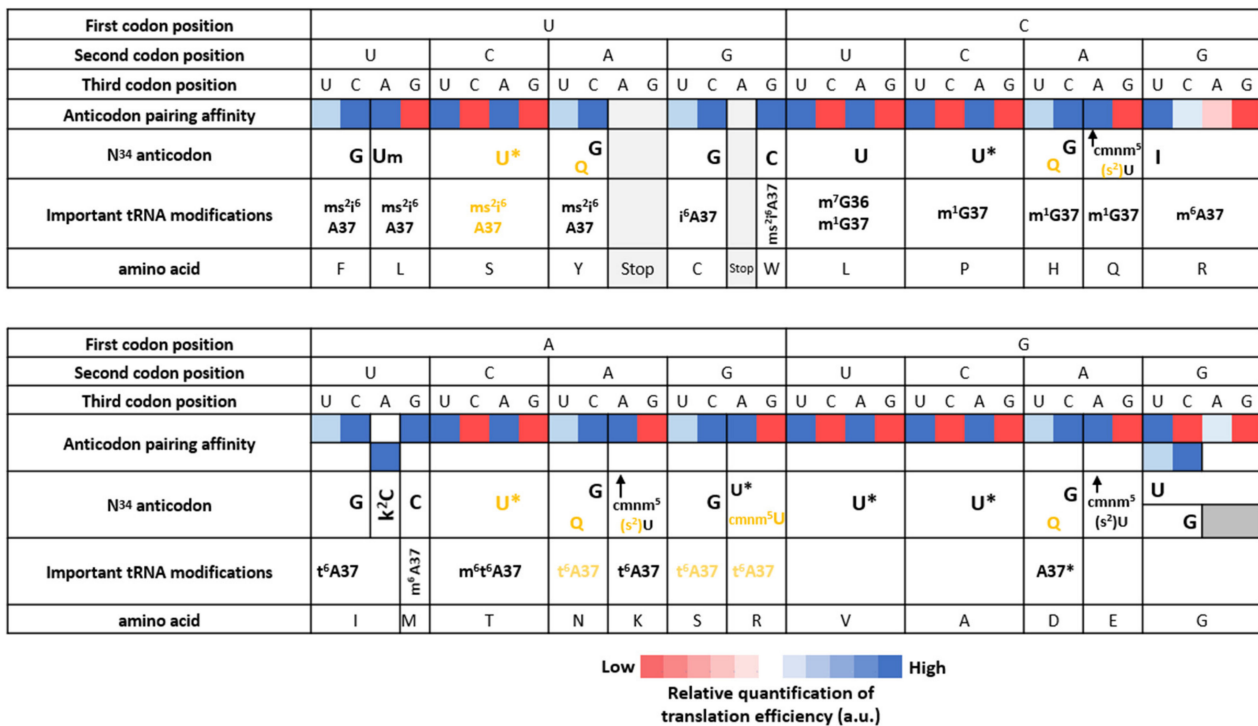 First codon position U C
Second codon position U C A G U C A G
Third codon position U C A G U C A G U C A G U C A G U C A G U C A G U C A G U C A G
Anticodon pairing affinity
N³⁴ anticodon G Um U* G Q G C U U* G Q cmnm⁵ (s²)U I
Important tRNA modifications ms²i⁶ A37 ms²i⁶ A37 ms²i⁶ A37 ms²i⁶ A37 i⁶A37 ms²i⁶A37 m⁷G36 m¹G37 m¹G37 m¹G37 m¹G37 m⁶A37
amino acid F L S Y Stop C Stop W L P H Q R
First codon position A G
Second codon position U C A G U C A G
Third codon position U C A G U C A G U C A G U C A G U C A G U C A G U C A G U C A G
Anticodon pairing affinity
N³⁴ anticodon G k²C C U* G Q cmnm⁵ (s²)U G U* cmnm⁵U U* U* G Q cmnm⁵ (s²)U U G
Important tRNA modifications t⁶A37 m⁶A37 m⁶t⁶A37 t⁶A37 t⁶A37 t⁶A37 t⁶A37 A37*
amino acid I M T N K S R V A D E G
Low High
Relative quantification of
translation efficiency (a.u.)